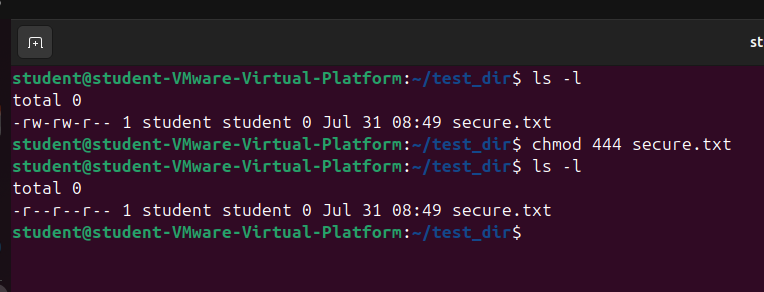 st
student@student-VMware-Virtual-Platform:~/test_dir$ ls -l
total 0
-rw-rw-r-- 1 student student 0 Jul 31 08:49 secure.txt
student@student-VMware-Virtual-Platform:~/test_dir$ chmod 444 secure.txt
student@student-VMware-Virtual-Platform:~/test_dir$ ls -l
total 0
-r--r--r-- 1 student student 0 Jul 31 08:49 secure.txt
student@student-VMware-Virtual-Platform:~/test_dir$